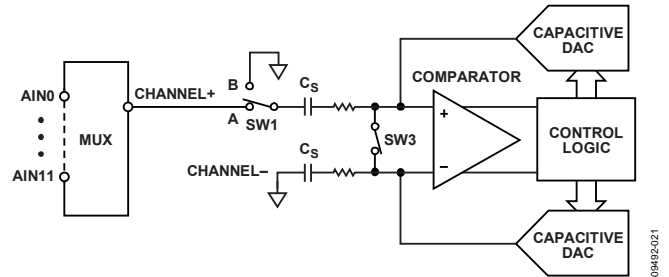 CAPACITIVE
DAC
COMPARATOR
B
CHANNEL+
CS
AIN0
A
SW1
+
MUX
SW3
CONTROL
LOGIC
CS
CHANNEL–
–
AIN11
CAPACITIVE
DAC
09492-021